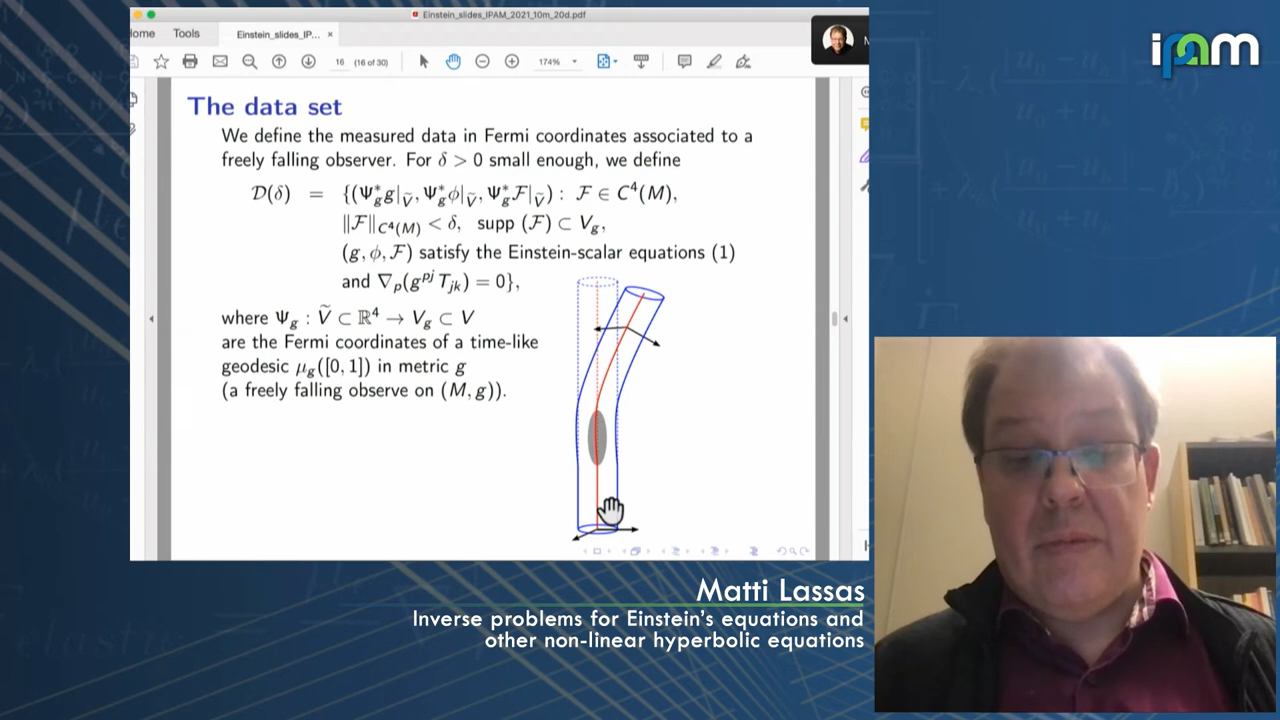 Einstein_slides_IPAM_2021_10m_20d.pdf
Home Tools Einstein_slides_IP... ×
16 (16 of 30) 174%
ipam
The data set
We define the measured data in Fermi coordinates associated to a
freely falling observer. For δ > 0 small enough, we define
𝒟(δ) = {(Ψ*_g g|_Ṽ, Ψ*_g ϕ|_Ṽ, Ψ*_g ℱ|_Ṽ) : ℱ ∈ C⁴(M),
‖ℱ‖_{C⁴(M)} < δ, supp (ℱ) ⊂ V_g,
(g, ϕ, ℱ) satisfy the Einstein-scalar equations (1)
and ∇_p(g^{pj} T_{jk}) = 0},
where Ψ_g : Ṽ ⊂ ℝ⁴ → V_g ⊂ V
are the Fermi coordinates of a time-like
geodesic μ_g([0, 1]) in metric g
(a freely falling observe on (M, g)).
Matti Lassas
Inverse problems for Einstein's equations and
other non-linear hyperbolic equations